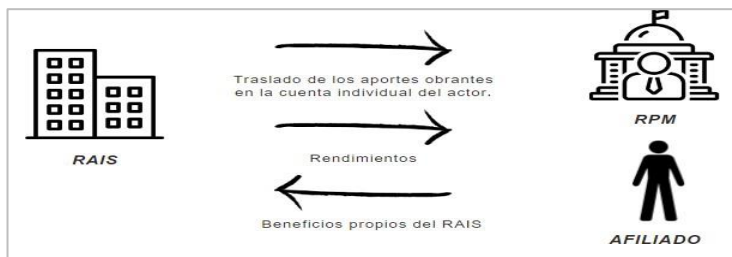 Traslado de los aportes obrantes
en la cuenta individual del actor.
RPM
RAIS
Rendimientos
Beneficios propios del RAIS
AFILIADO